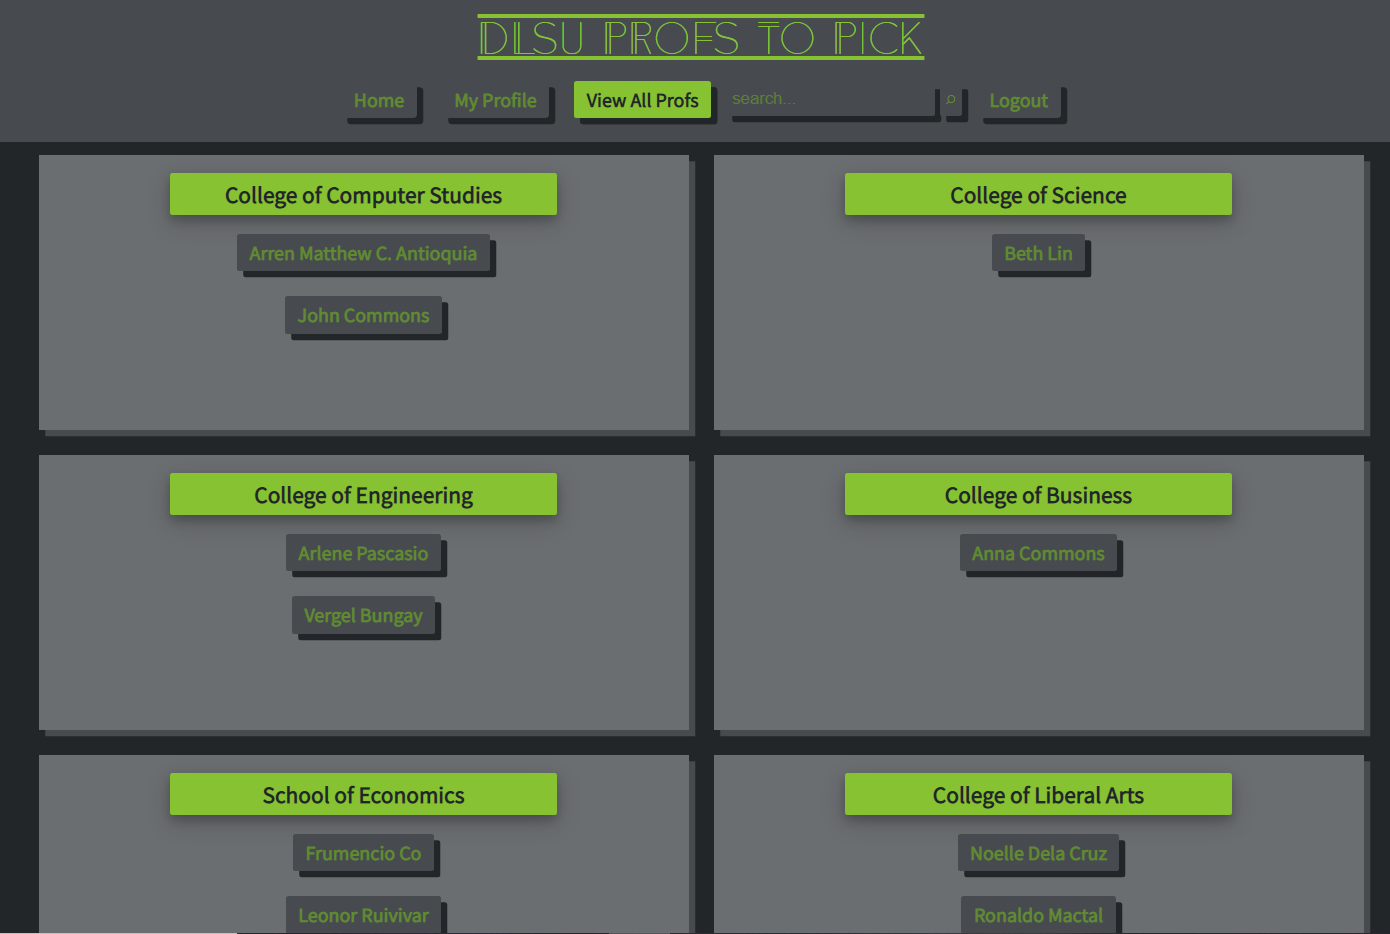 DLSU PROFS TO PICK
Home My Profile View All Profs search... Logout
College of Computer Studies
Arren Matthew C. Antioquia
John Commons
College of Science
Beth Lin
College of Engineering
Arlene Pascasio
Vergel Bungay
College of Business
Anna Commons
School of Economics
Frumencio Co
Leonor Ruivivar
College of Liberal Arts
Noelle Dela Cruz
Ronaldo Mactal